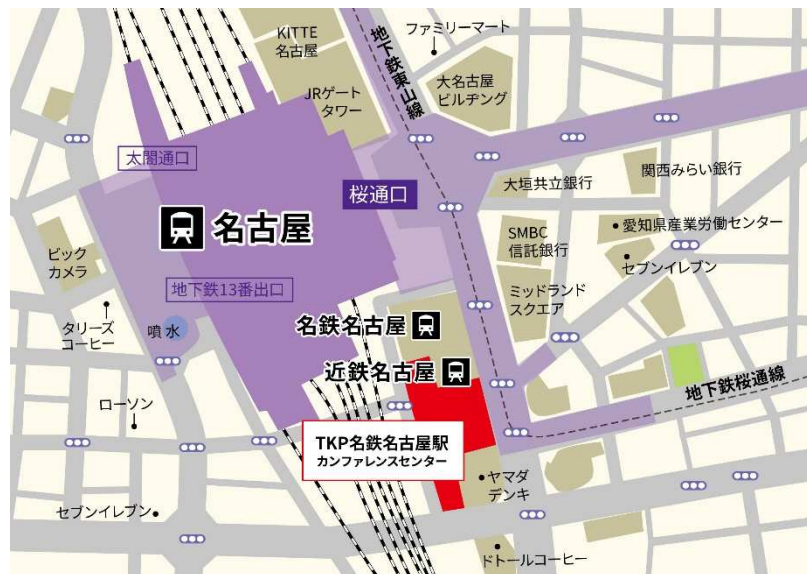 KITTE
名古屋
ファミリーマート
地下鉄東山線
大名古屋
ビルヂング
JRゲート
タワー
太閤通口
桜通口
大垣共立銀行
関西みらい銀行
名古屋
SMBC
信託銀行
愛知県産業労働センター
セブンイレブン
ビック
カメラ
地下鉄13番出口
ミッドランド
スクエア
タリーズ
コーヒー
噴水
名鉄名古屋
近鉄名古屋
地下鉄桜通線
ローソン
TKP名鉄名古屋駅
カンファレンスセンター
ヤマダ
デンキ
セブンイレブン
ドトールコーヒー